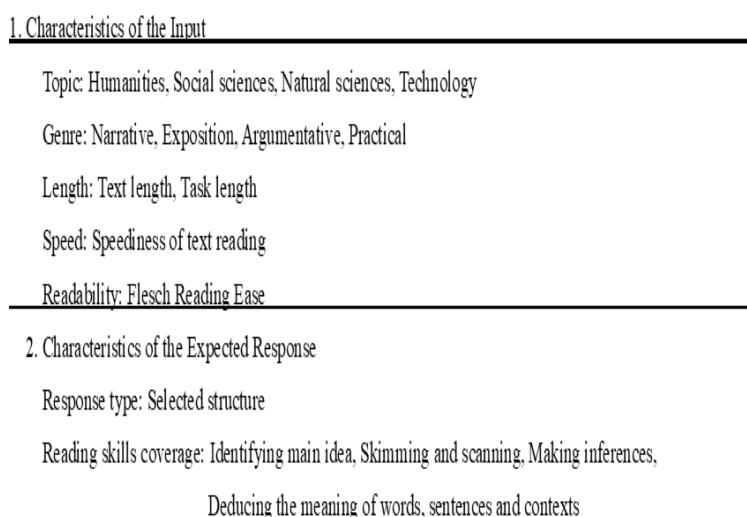 1. Characteristics of the Input
Topic: Humanities, Social sciences, Natural sciences, Technology
Genre: Narrative, Exposition, Argumentative, Practical
Length: Text length, Task length
Speed: Speediness of text reading
Readability: Flesch Reading Ease
2. Characteristics of the Expected Response
Response type: Selected structure
Reading skills coverage: Identifying main idea, Skimming and scanning, Making inferences,
Deducing the meaning of words, sentences and contexts